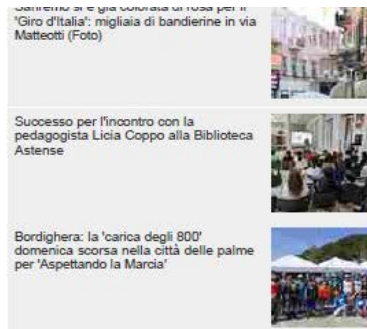 Sanremo si è già colorata di rosa per il
'Giro d'Italia': migliaia di bandierine in via
Matteotti (Foto)
Successo per l'incontro con la
pedagogista Licia Coppo alla Biblioteca
Astense
Bordighera: la 'carica degli 800'
domenica scorsa nella città delle palme
per 'Aspettando la Marcia'